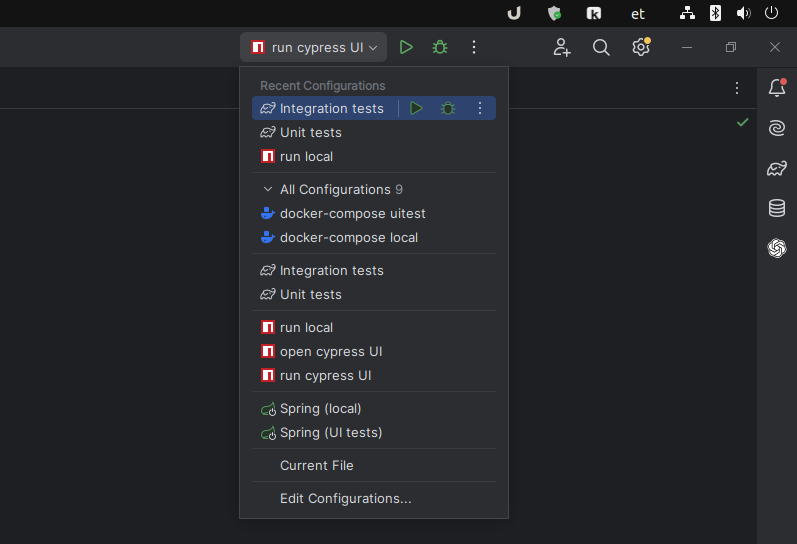 et
run cypress UI
Recent Configurations
Integration tests
Unit tests
run local
All Configurations 9
docker-compose uitest
docker-compose local
Integration tests
Unit tests
run local
open cypress UI
run cypress UI
Spring (local)
Spring (UI tests)
Current File
Edit Configurations...